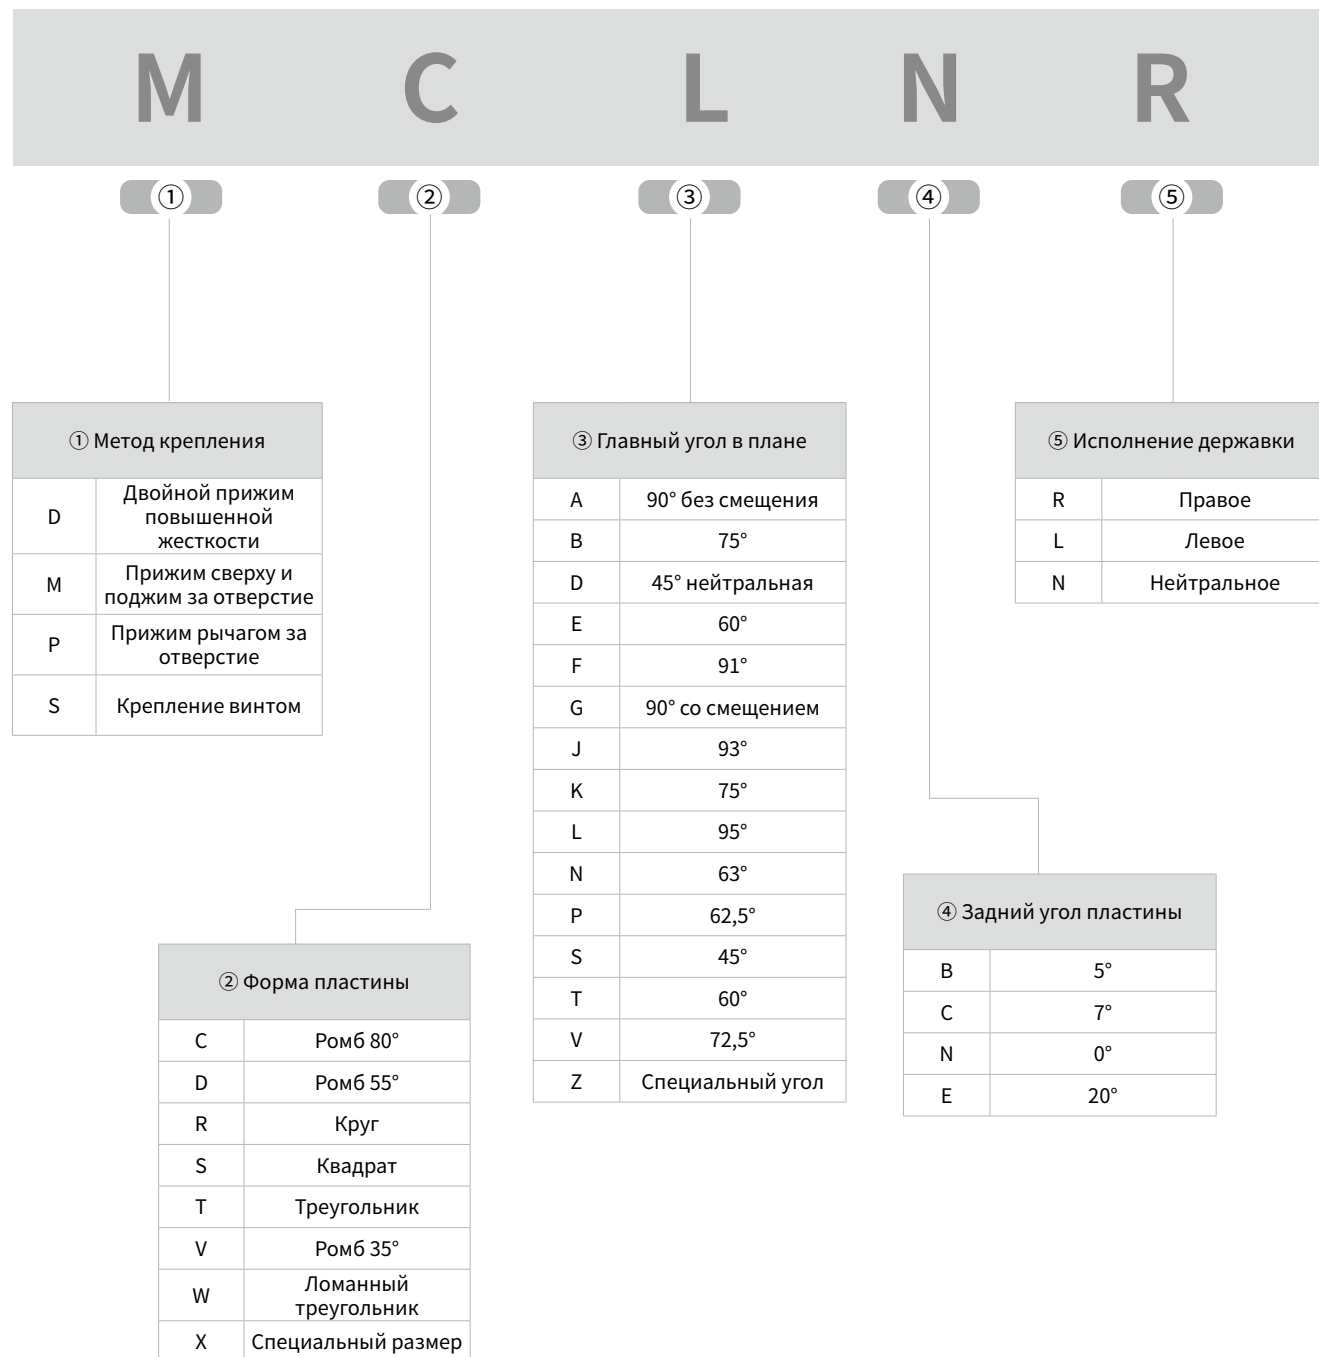 M C L N R
① ② ③ ④ ⑤
① Метод крепления
D Двойной прижим
повышенной
жесткости
M Прижим сверху и
поджим за отверстие
P Прижим рычагом за
отверстие
S Крепление винтом
② Форма пластины
C Ромб 80°
D Ромб 55°
R Круг
S Квадрат
T Треугольник
V Ромб 35°
W Ломанный
треугольник
X Специальный размер
③ Главный угол в плане
A 90° без смещения
B 75°
D 45° нейтральная
E 60°
F 91°
G 90° со смещением
J 93°
K 75°
L 95°
N 63°
P 62,5°
S 45°
T 60°
V 72,5°
Z Специальный угол
④ Задний угол пластины
B 5°
C 7°
N 0°
E 20°
⑤ Исполнение державки
R Правое
L Левое
N Нейтральное